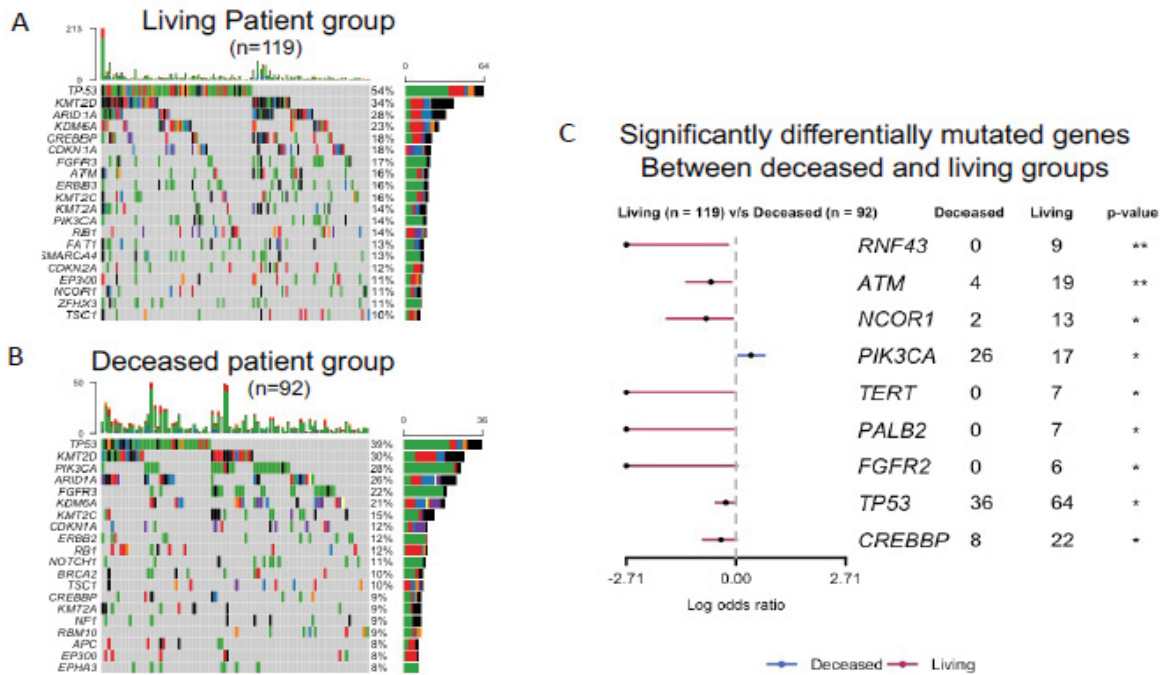 A
Living Patient group
(n=119)
213
0
0 64
TP53 54%
KMT2D 34%
ARID1A 28%
KDM6A 23%
CREBBP 18%
CDKN1A 18%
FGFR3 17%
ATM 16%
ERBB3 16%
KMT2C 16%
KMT2A 14%
PIK3CA 14%
RB1 14%
FAT1 13%
SMARCA4 13%
CDKN2A 12%
EP300 11%
NCOR1 11%
ZFHX3 11%
TSC1 10%
B
Deceased patient group
(n=92)
50
0
0 36
TP53 39%
KMT2D 30%
PIK3CA 28%
ARID1A 26%
FGFR3 22%
KDM6A 21%
KMT2C 15%
CDKN1A 12%
ERBB2 12%
RB1 12%
NOTCH1 11%
BRCA2 10%
TSC1 10%
CREBBP 9%
KMT2A 9%
NF1 9%
RBM10 9%
APC 8%
EP300 8%
EPHA3 8%
C
Significantly differentially mutated genes
Between deceased and living groups
Living (n = 119) v/s Deceased (n = 92) Deceased Living p-value
RNF43 0 9 **
ATM 4 19 **
NCOR1 2 13 *
PIK3CA 26 17 *
TERT 0 7 *
PALB2 0 7 *
FGFR2 0 6 *
TP53 36 64 *
CREBBP 8 22 *
-2.71 0.00 2.71
Log odds ratio
Deceased Living